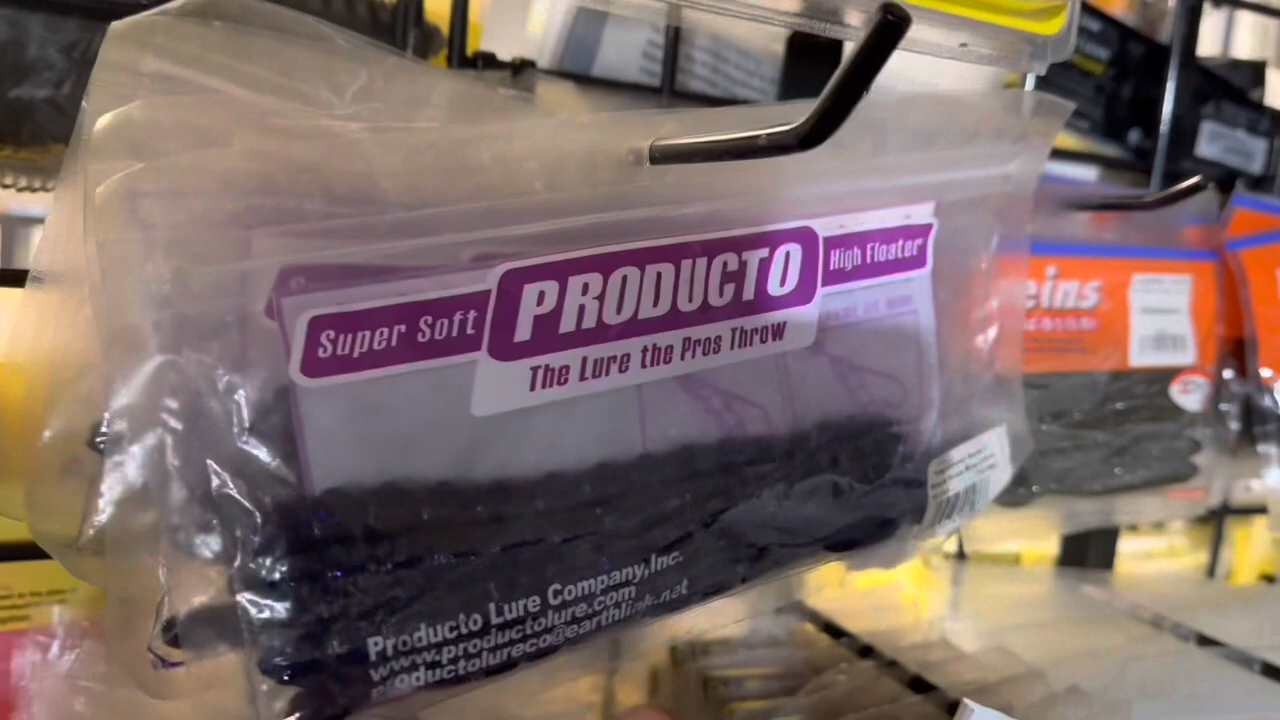 Super Soft
PRODUCTO
High Floater
The Lure the Pros Throw
Producto Lure Company,Inc.
www.productolure.com
productolureco@earthlink.net
eins